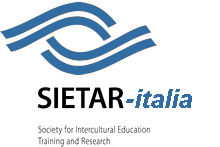 SIETAR-italia
Society for Intercultural Education
Training and Research